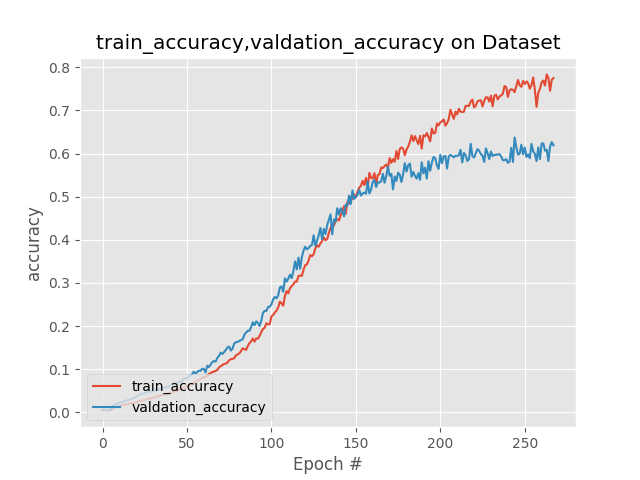 train_accuracy,valdation_accuracy on Dataset
accuracy
0.8
0.7
0.6
0.5
0.4
0.3
0.2
0.1
0.0
train_accuracy
valdation_accuracy
0 50 100 150 200 250
Epoch #